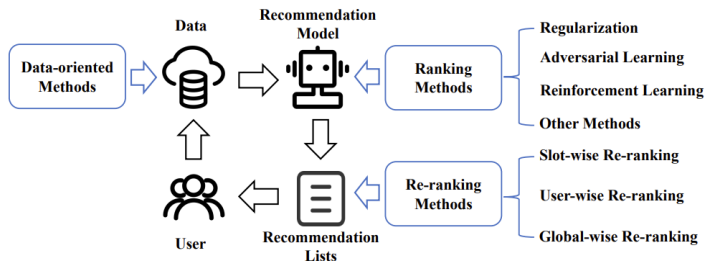 Data
Recommendation
Model
Data-oriented
Methods
Ranking
Methods
Regularization
Adversarial Learning
Reinforcement Learning
Other Methods
User
Recommendation
Lists
Re-ranking
Methods
Slot-wise Re-ranking
User-wise Re-ranking
Global-wise Re-ranking